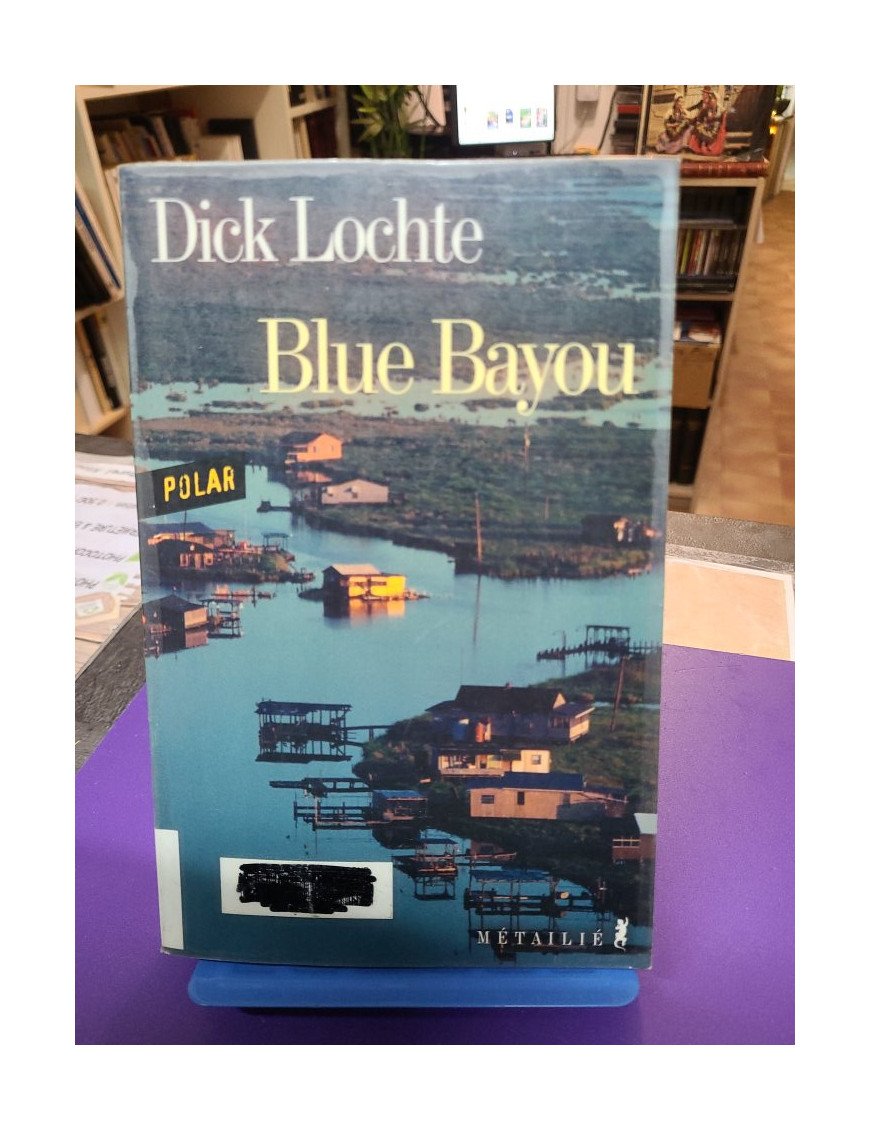 Dick Lochte
Blue Bayou
POLAR
MÉTAILIÉ